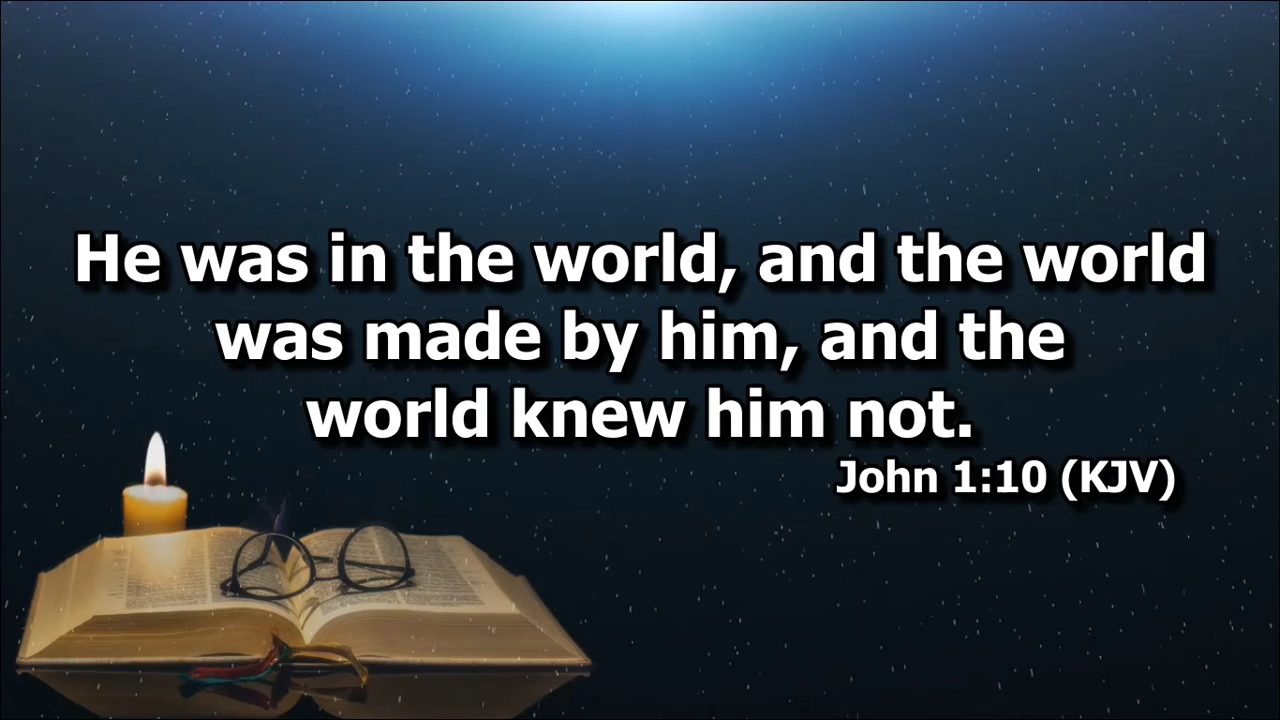 He was in the world, and the world
was made by him, and the
world knew him not.
John 1:10 (KJV)